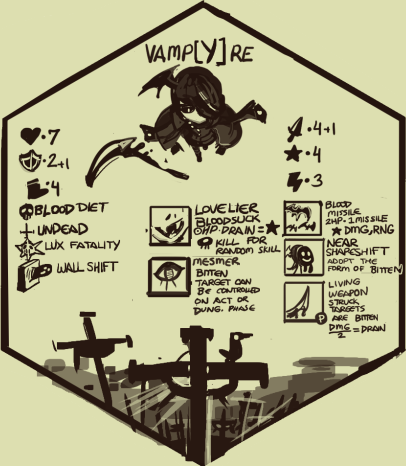 VAMP[Y]RE
♥·7
·2+1
·4
BLOOD DIET
UNDEAD
LUX FATALITY
WALL SHIFT
·4+1
★·4
·3
LOVELIER
BLOODSUCK
HP·DRAIN=★
KILL FOR
RANDOM SKILL
MESMER
BITTEN
TARGET CAN
BE CONTROLLED
ON ACT OR
DUNG. PHASE
BLOOD
MISSILE
2HP·1MISSILE
★DMG,RNG
NEAR
SHAPESHIFT
ADOPT THE
FORM OF BITTEN
LIVING
WEAPON
STRUCK
TARGETS
ARE BITTEN
DMG/2=DRAIN
P